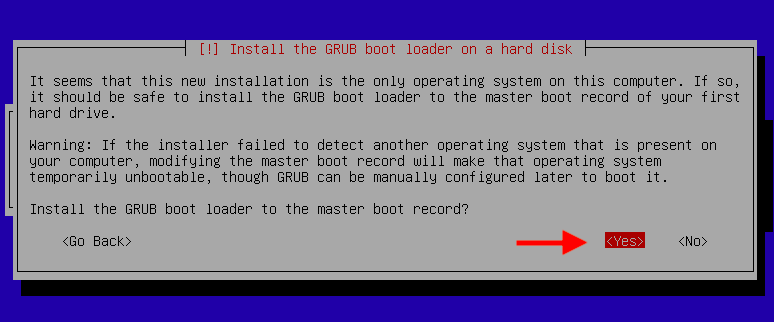 [!] Install the GRUB boot loader on a hard disk
It seems that this new installation is the only operating system on this computer. If so,
it should be safe to install the GRUB boot loader to the master boot record of your first
hard drive.
Warning: If the installer failed to detect another operating system that is present on
your computer, modifying the master boot record will make that operating system
temporarily unbootable, though GRUB can be manually configured later to boot it.
Install the GRUB boot loader to the master boot record?
<Go Back> <Yes> <No>